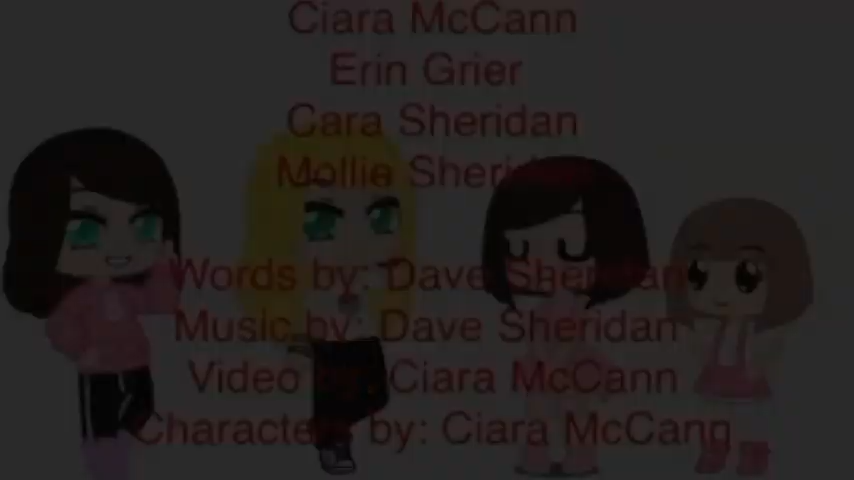 Ciara McCann
Erin Grier
Cara Sheridan
Mollie Sheridan
Words by: Dave Sheridan
Music by: Dave Sheridan
Video by: Ciara McCann
Characters by: Ciara McCann